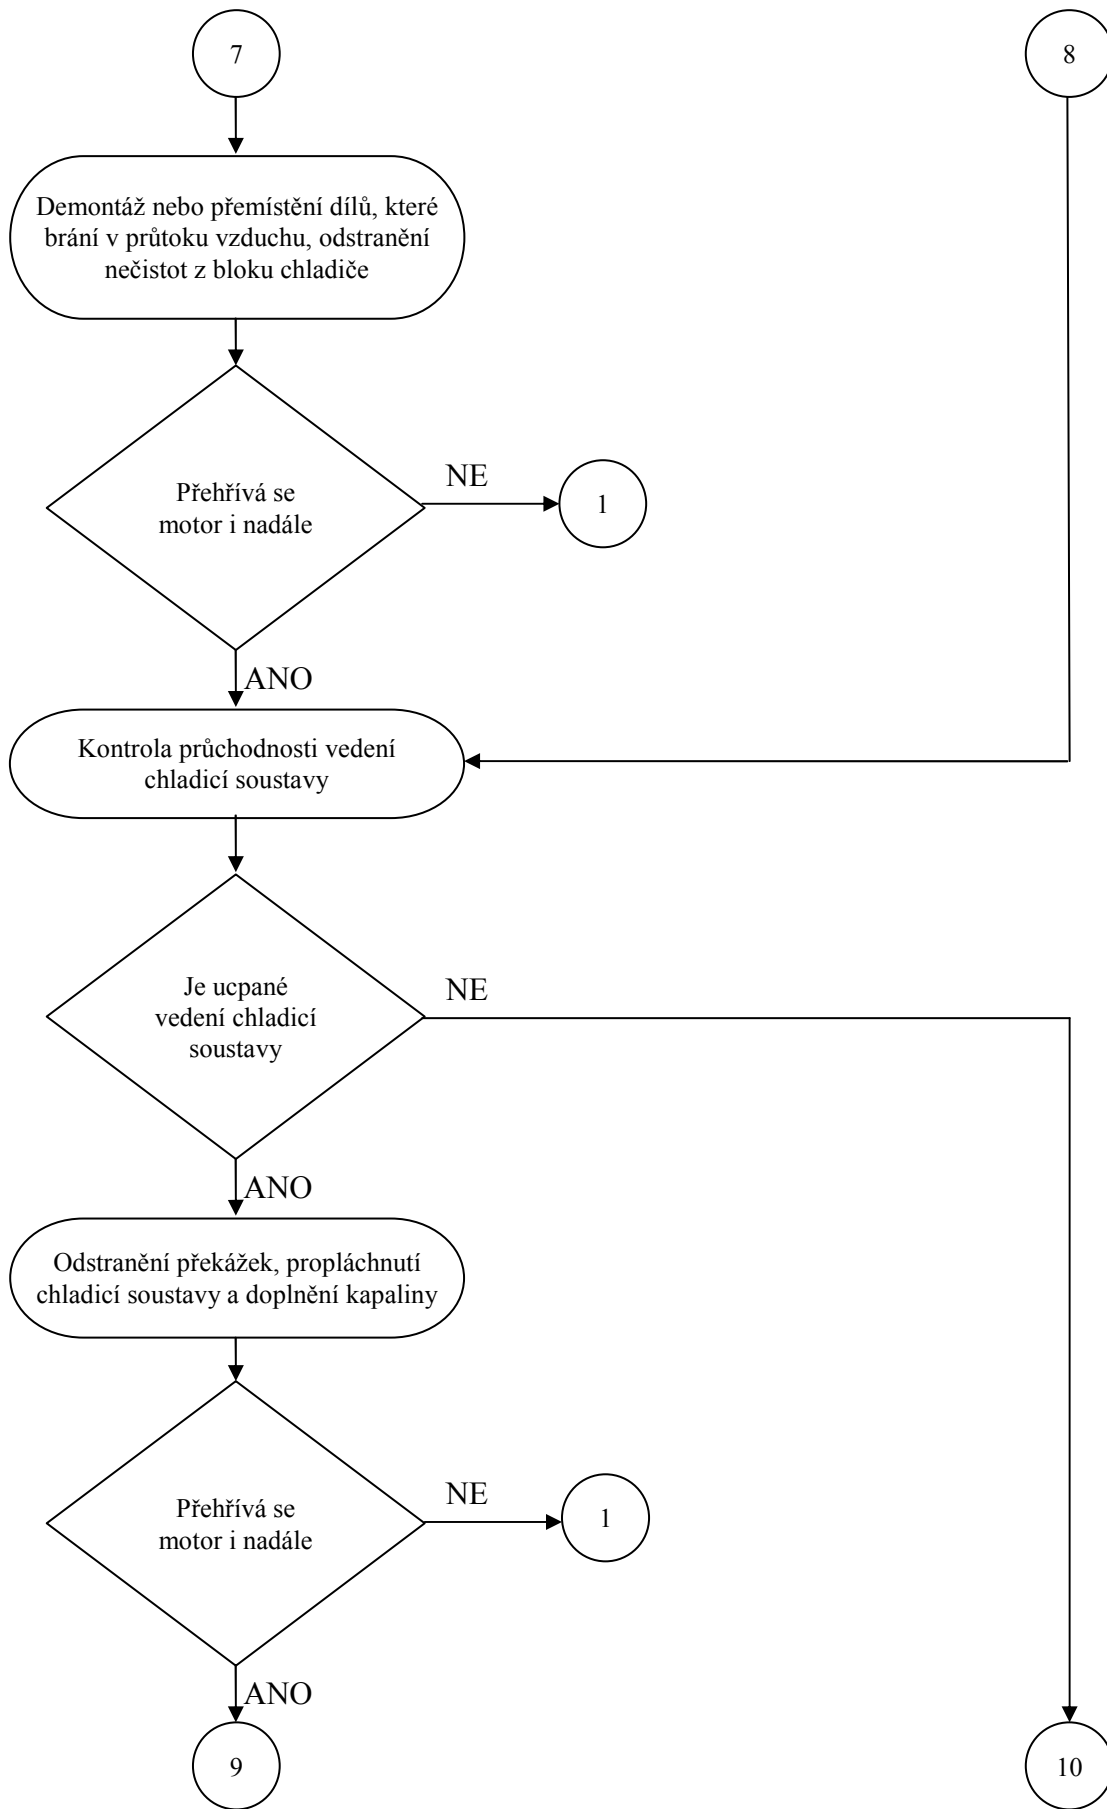 7
8
Demontáž nebo přemístění dílů, které
brání v průtoku vzduchu, odstranění
nečistot z bloku chladiče
Přehřívá se
motor i nadále
NE
1
ANO
Kontrola průchodnosti vedení
chladicí soustavy
Je ucpané
vedení chladicí
soustavy
NE
ANO
Odstranění překážek, propláchnutí
chladicí soustavy a doplnění kapaliny
Přehřívá se
motor i nadále
NE
1
ANO
9
10